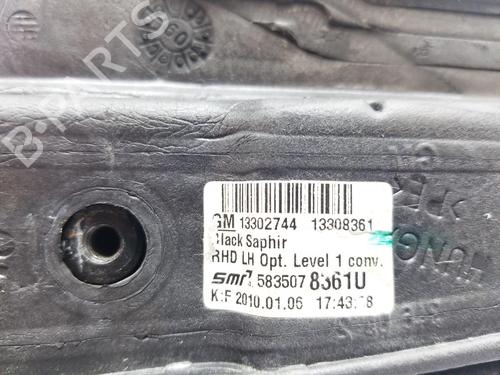 B-PARTS
GM 13302744 13308361
Black Saphir
RHD LH Opt. Level 1 conv.
smr 583507 8361U
K:F 2010.01.06 17:43:28